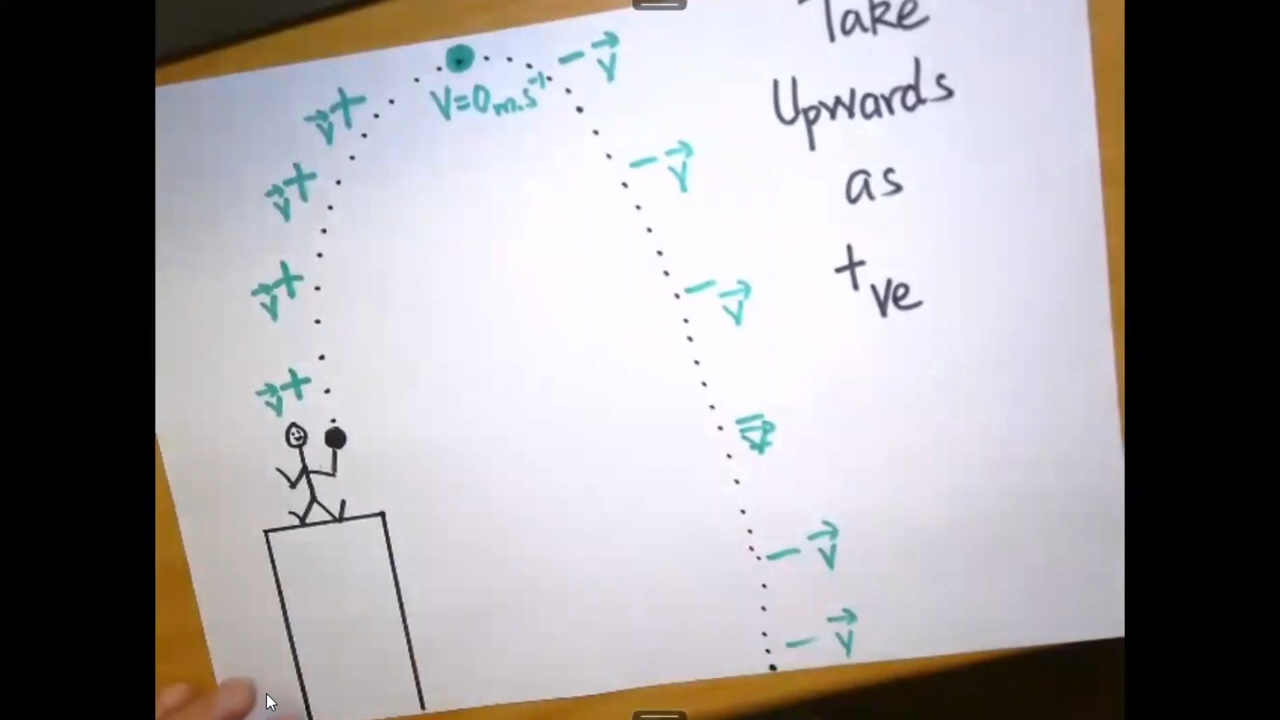 Take
Upwards
as
+ve
V=0m.s⁻¹
v⃗+
v⃗+
v⃗+
v⃗+
-v⃗
-v⃗
-v⃗
-v⃗
-v⃗